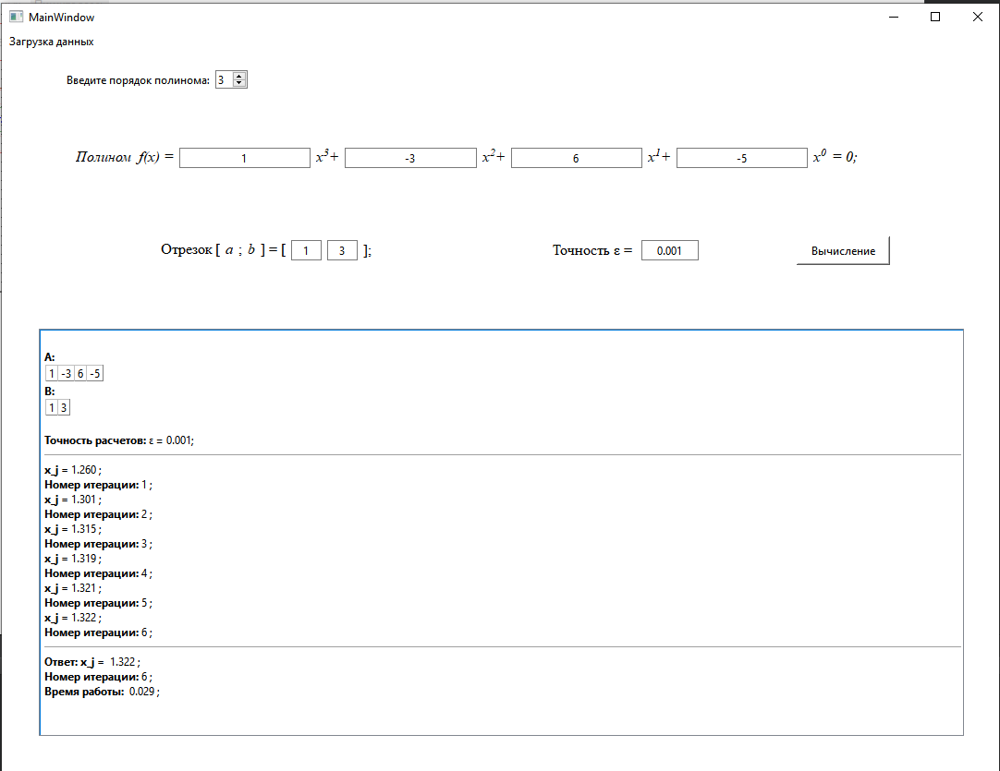 MainWindow
Загрузка данных
Введите порядок полинома: 3
Полином f(x) = 1 x³+ -3 x²+ 6 x¹+ -5 x⁰ = 0;
Отрезок [ a ; b ] = [ 1 3 ]; Точность ε = 0.001 Вычисление
A:
1 -3 6 -5
B:
1 3
Точность расчетов: ε = 0.001;
x_j = 1.260 ;
Номер итерации: 1 ;
x_j = 1.301 ;
Номер итерации: 2 ;
x_j = 1.315 ;
Номер итерации: 3 ;
x_j = 1.319 ;
Номер итерации: 4 ;
x_j = 1.321 ;
Номер итерации: 5 ;
x_j = 1.322 ;
Номер итерации: 6 ;
Ответ: x_j = 1.322 ;
Номер итерации: 6 ;
Время работы: 0.029 ;